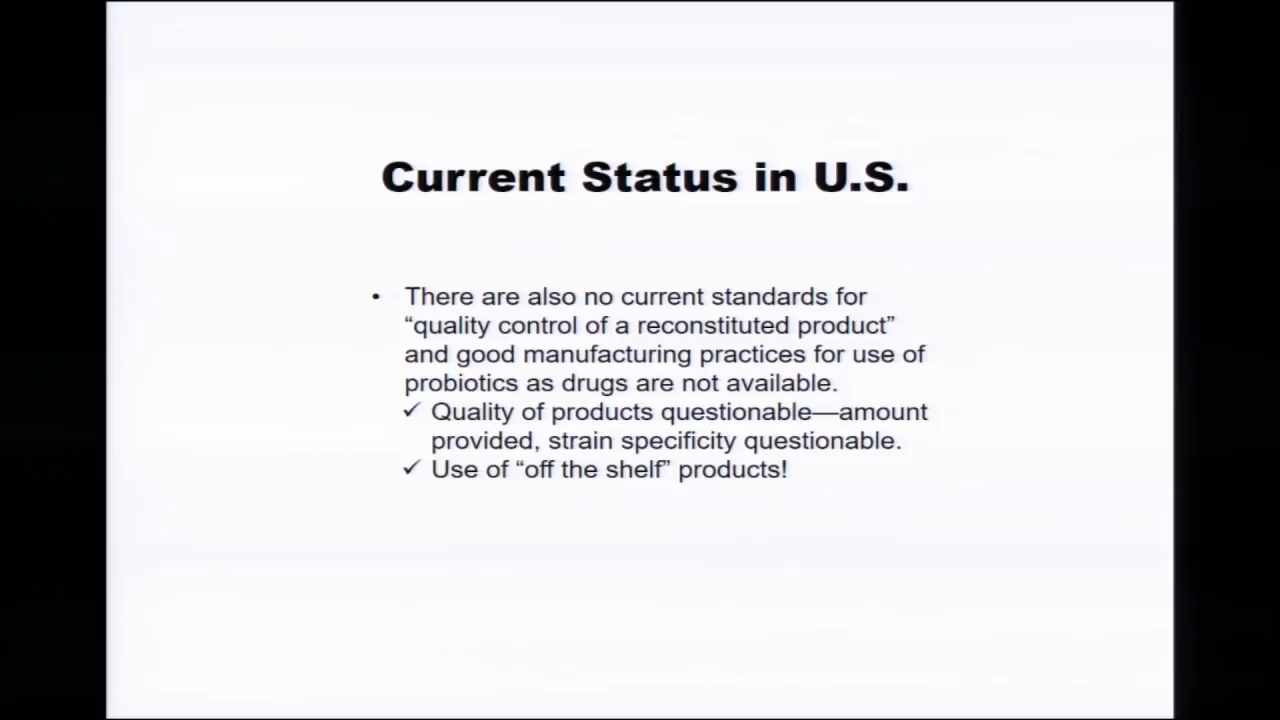 Current Status in U.S.
• There are also no current standards for
“quality control of a reconstituted product”
and good manufacturing practices for use of
probiotics as drugs are not available.
✓ Quality of products questionable—amount
provided, strain specificity questionable.
✓ Use of “off the shelf” products!